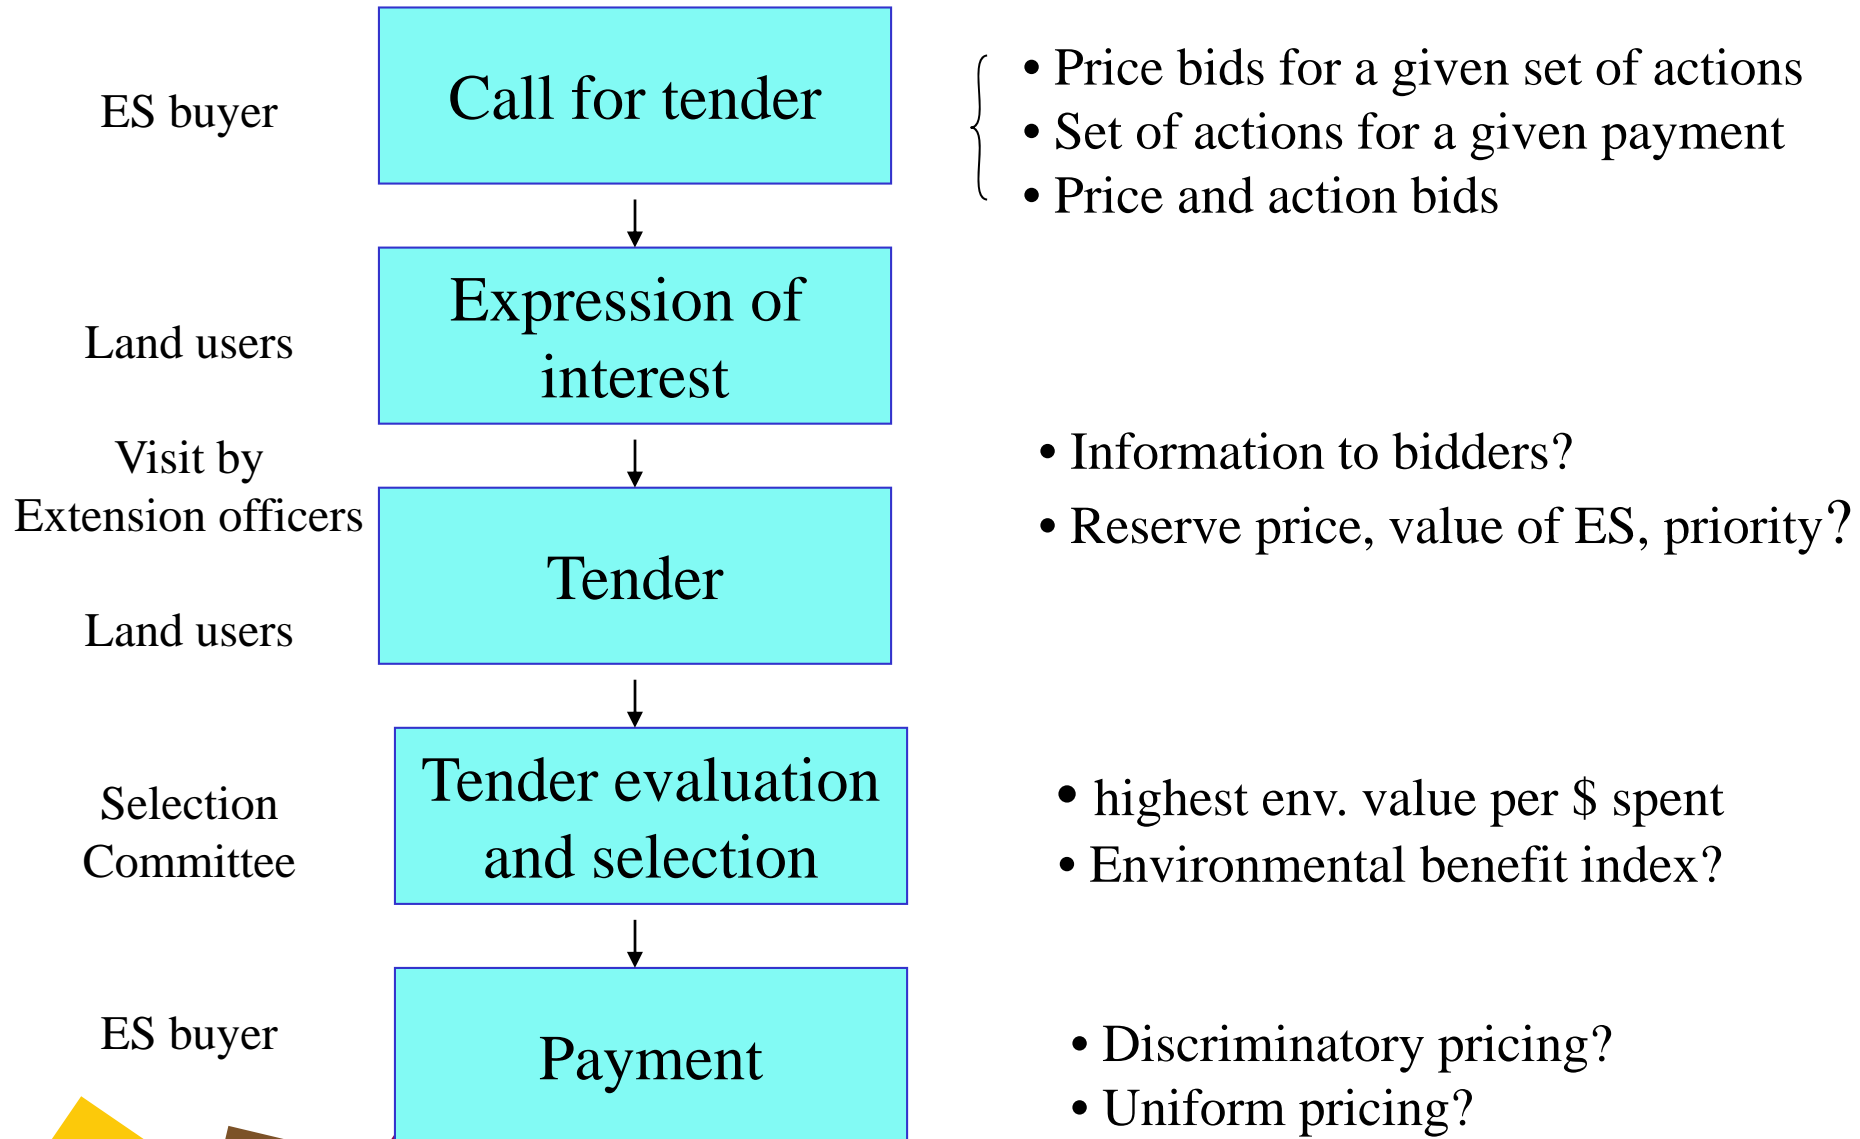 ES buyer
Call for tender
• Price bids for a given set of actions
• Set of actions for a given payment
• Price and action bids
Land users
Expression of
interest
Visit by
Extension officers
• Information to bidders?
• Reserve price, value of ES, priority?
Tender
Land users
Selection
Committee
Tender evaluation
and selection
• highest env. value per $ spent
• Environmental benefit index?
ES buyer
Payment
• Discriminatory pricing?
• Uniform pricing?